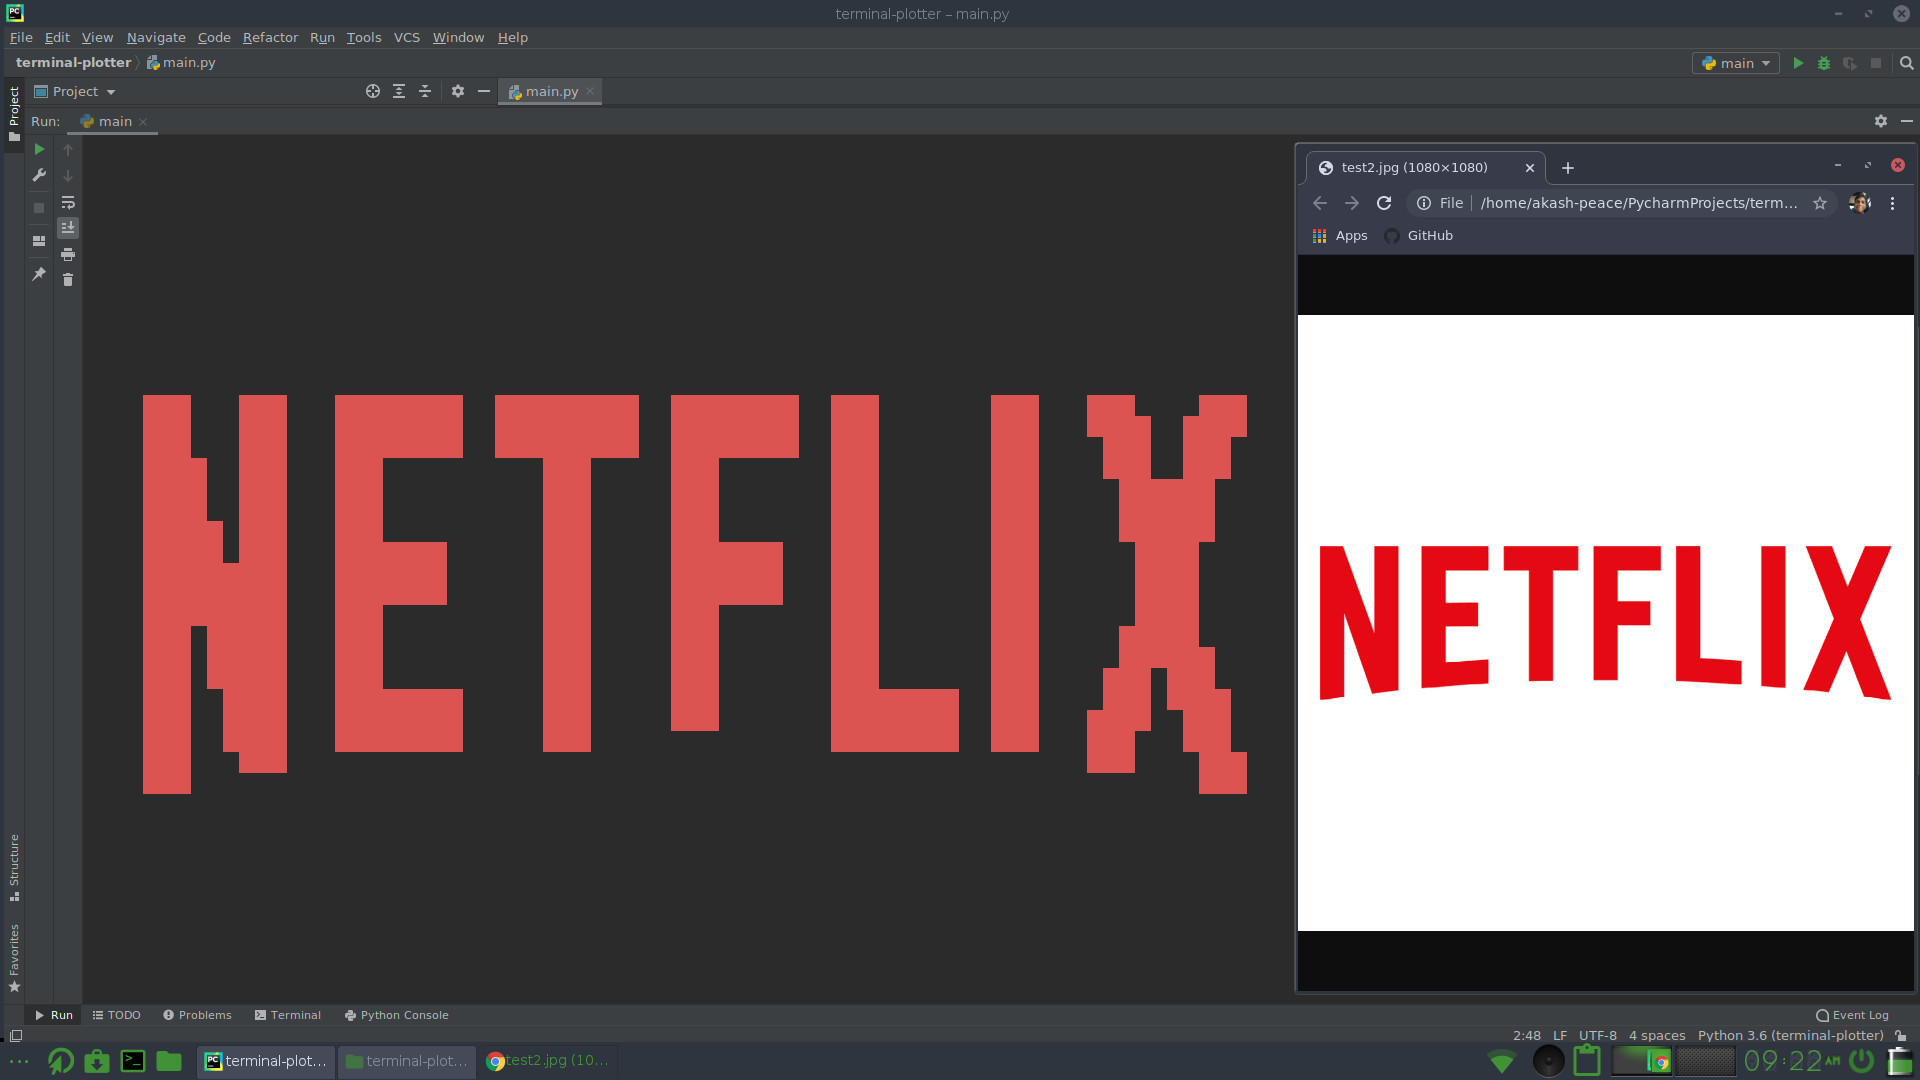 terminal-plotter – main.py
File Edit View Navigate Code Refactor Run Tools VCS Window Help
terminal-plotter main.py
main
Project
main.py
Project
Run: main
test2.jpg (1080×1080)
File /home/akash-peace/PycharmProjects/term...
Apps GitHub
NETFLIX
NETFLIX
Structure
Favorites
Run TODO Problems Terminal Python Console Event Log
2:48 LF UTF-8 4 spaces Python 3.6 (terminal-plotter)
terminal-plot... terminal-plot... test2.jpg (10... 09:22 AM